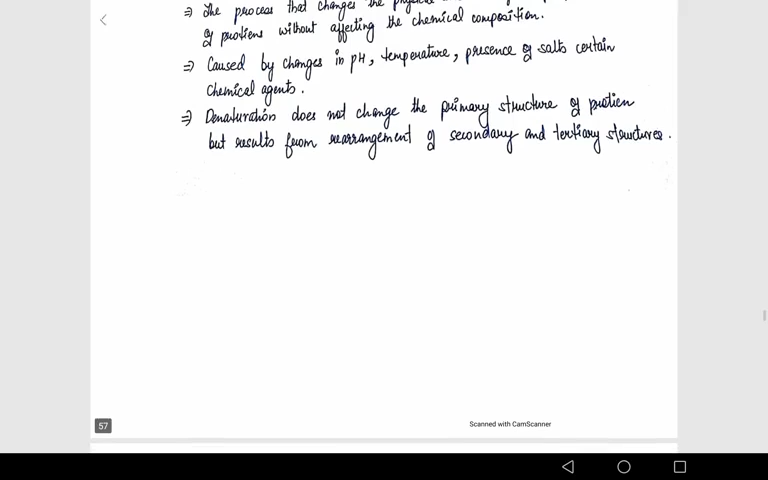 ⇒ The process that changes the
of protiens without affecting the chemical composition.
⇒ Caused by changes in pH, temperature, presence of salts certain
chemical agents.
⇒ Denaturation does not change the primary structure of protien
but results from rearrangement of secondary and tertiary structures.
57
Scanned with CamScanner